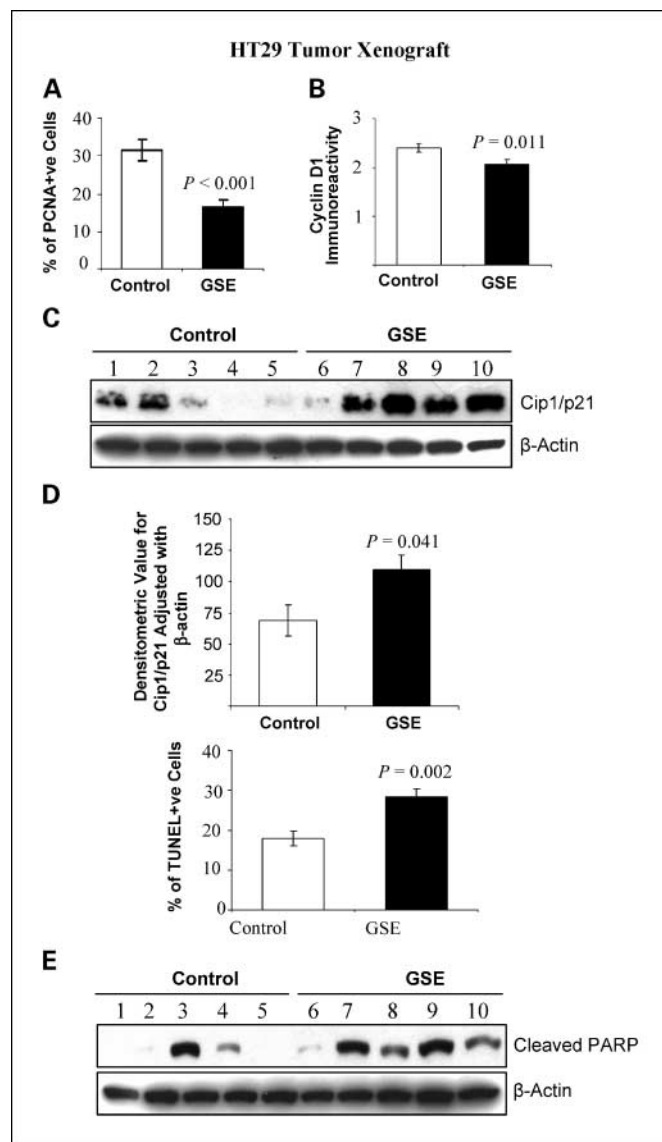 HT29 Tumor Xenograft
A
% of PCNA+ve Cells
40
30
20
10
0
P < 0.001
Control GSE
B
Cyclin D1
Immunoreactivity
3
2
1
P = 0.011
Control GSE
C
Control GSE
1 2 3 4 5 6 7 8 9 10
Cip1/p21
β-Actin
D
Densitometric Value for
Cip1/p21 Adjusted with
β-actin
150
125
100
75
50
25
P = 0.041
Control GSE
% of TUNEL+ve Cells
40
30
20
10
0
P = 0.002
Control GSE
E
Control GSE
1 2 3 4 5 6 7 8 9 10
Cleaved PARP
β-Actin